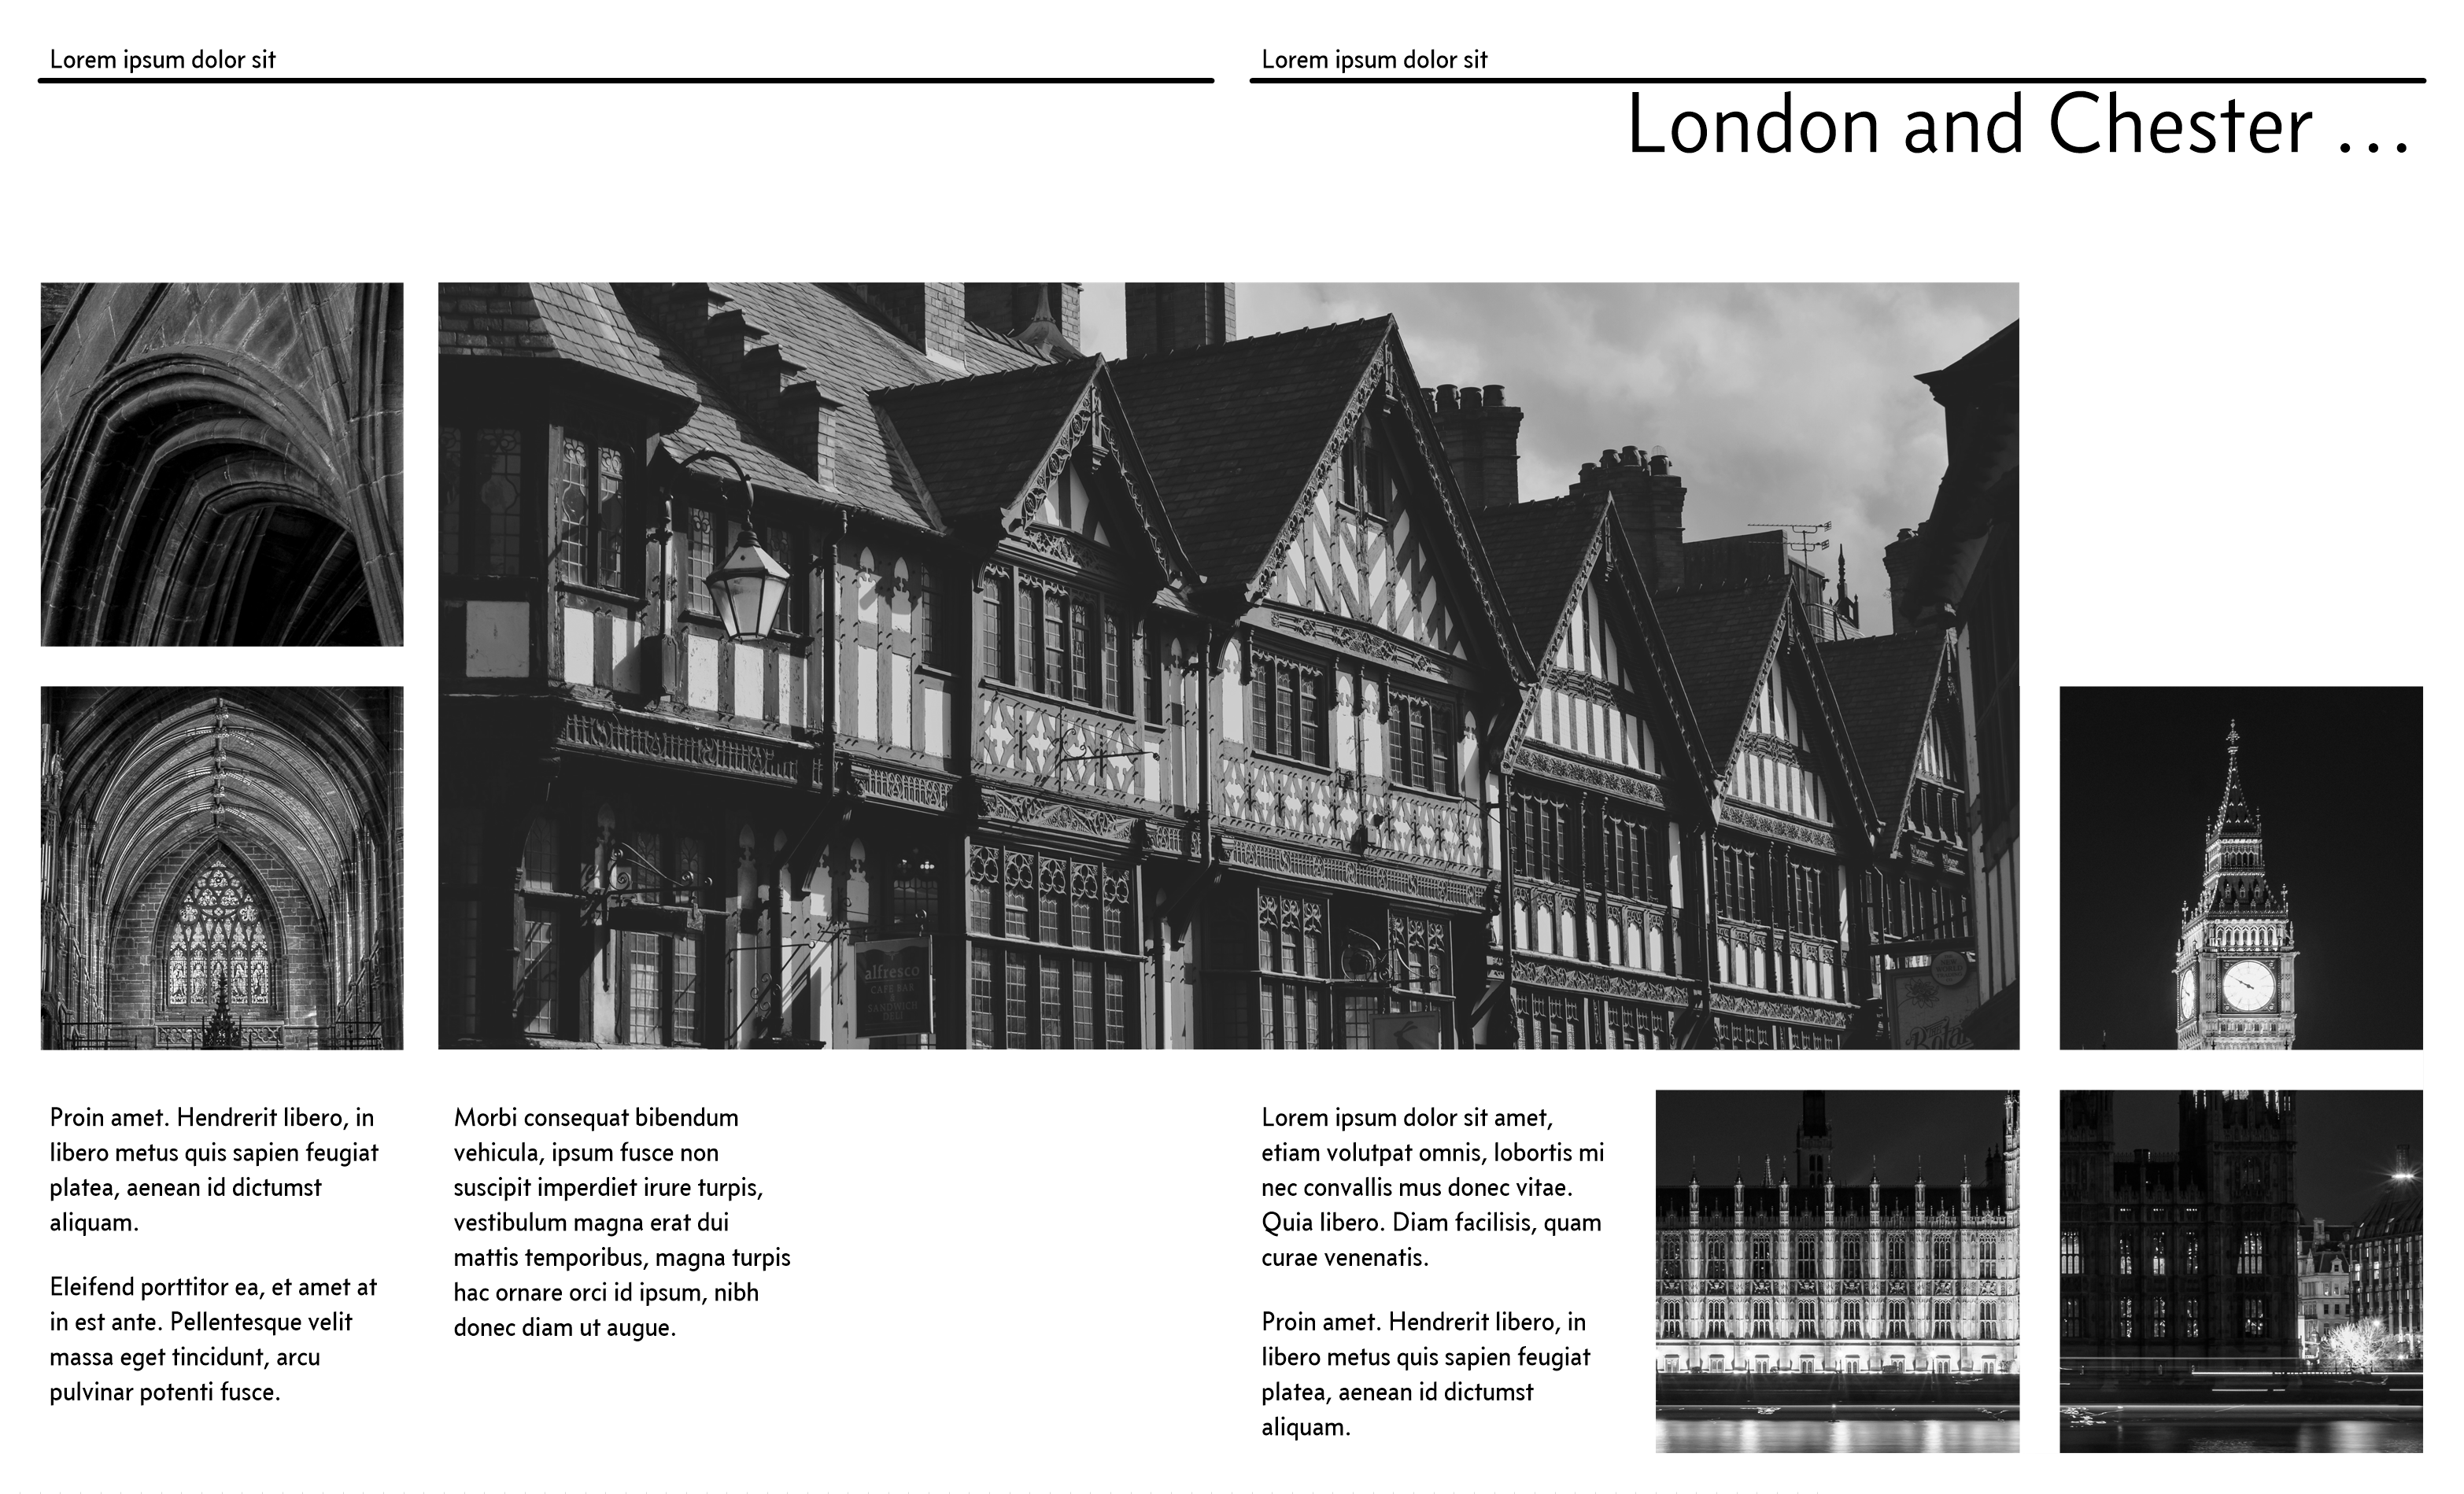 Lorem ipsum dolor sit
Lorem ipsum dolor sit
London and Chester ...
alfresco
CAFE BAR
&
SANDWICH
DELI
Proin amet. Hendrerit libero, in
libero metus quis sapien feugiat
platea, aenean id dictumst
aliquam.
Eleifend porttitor ea, et amet at
in est ante. Pellentesque velit
massa eget tincidunt, arcu
pulvinar potenti fusce.
Morbi consequat bibendum
vehicula, ipsum fusce non
suscipit imperdiet irure turpis,
vestibulum magna erat dui
mattis temporibus, magna turpis
hac ornare orci id ipsum, nibh
donec diam ut augue.
Lorem ipsum dolor sit amet,
etiam volutpat omnis, lobortis mi
nec convallis mus donec vitae.
Quia libero. Diam facilisis, quam
curae venenatis.
Proin amet. Hendrerit libero, in
libero metus quis sapien feugiat
platea, aenean id dictumst
aliquam.